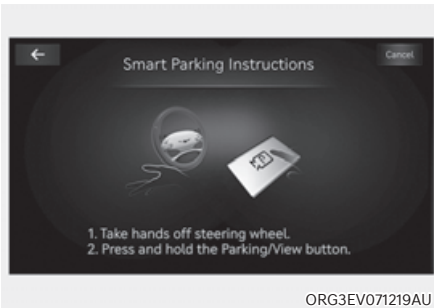 Smart Parking Instructions
Cancel
1. Take hands off steering wheel.
2. Press and hold the Parking/View button.
ORG3EV071219AU